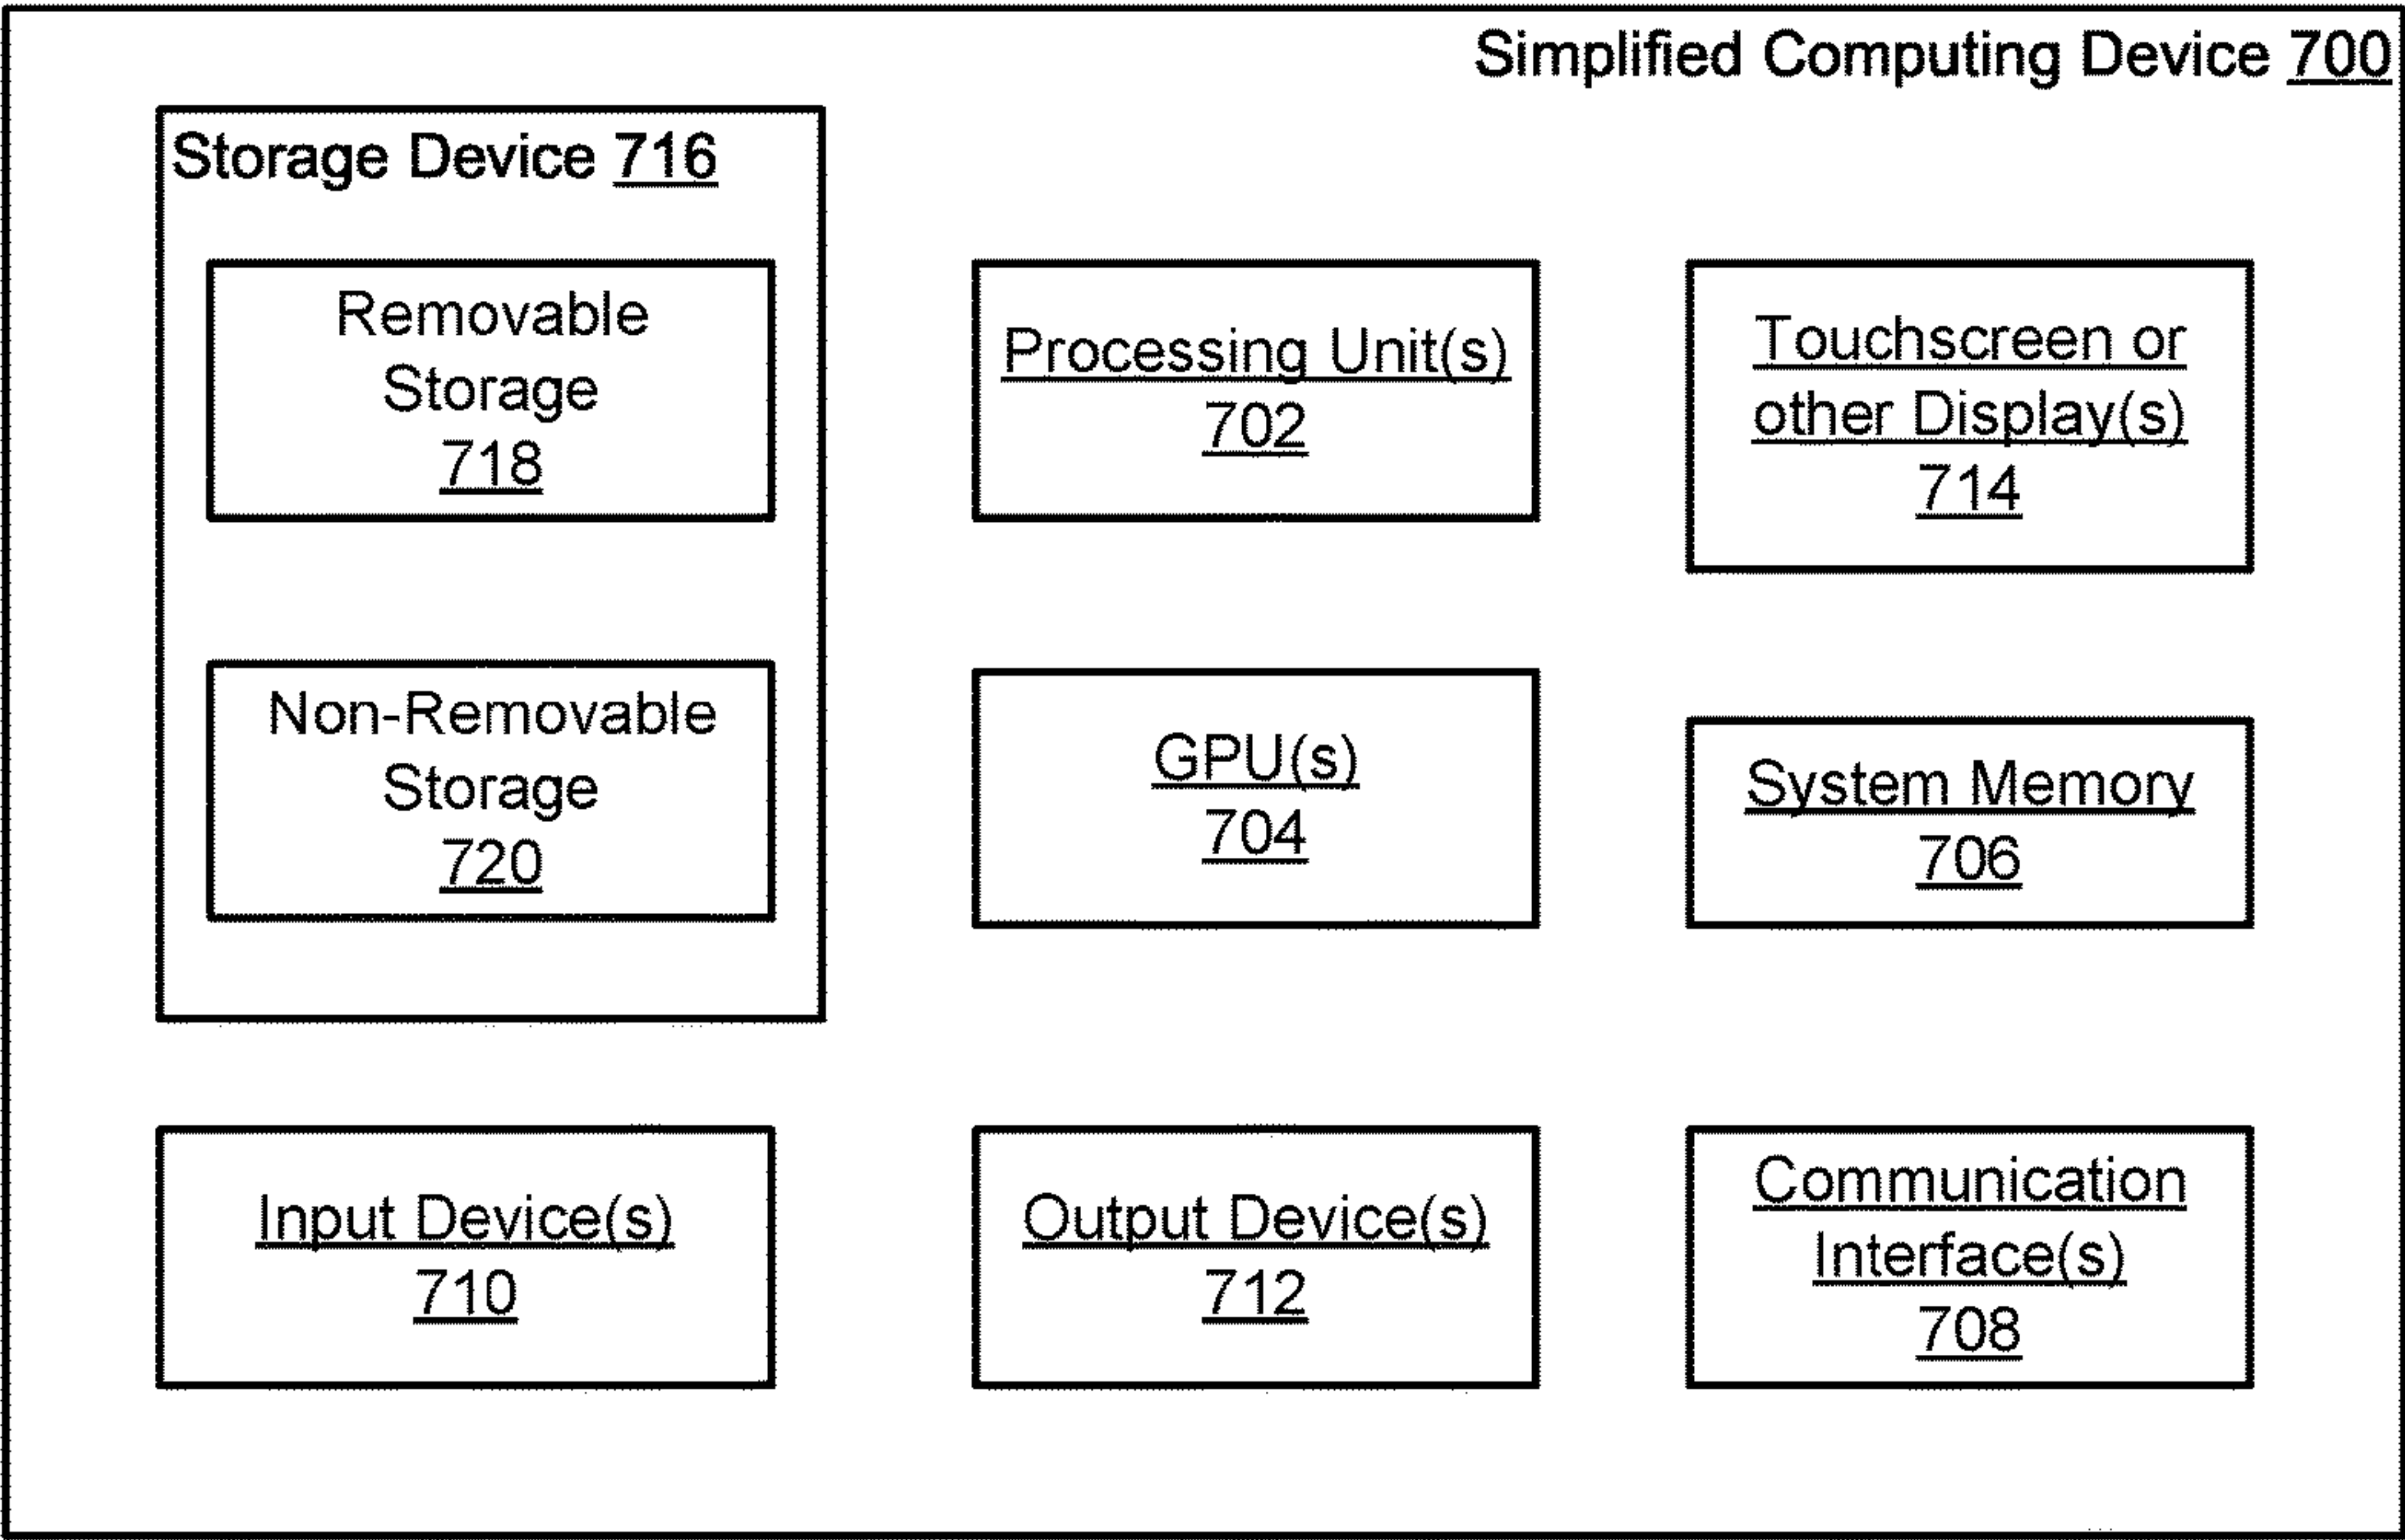 Simplified Computing Device 700
Storage Device 716
Removable
Storage
718
Processing Unit(s)
702
Touchscreen or
other Display(s)
714
Non-Removable
Storage
720
GPU(s)
704
System Memory
706
Input Device(s)
710
Output Device(s)
712
Communication
Interface(s)
708